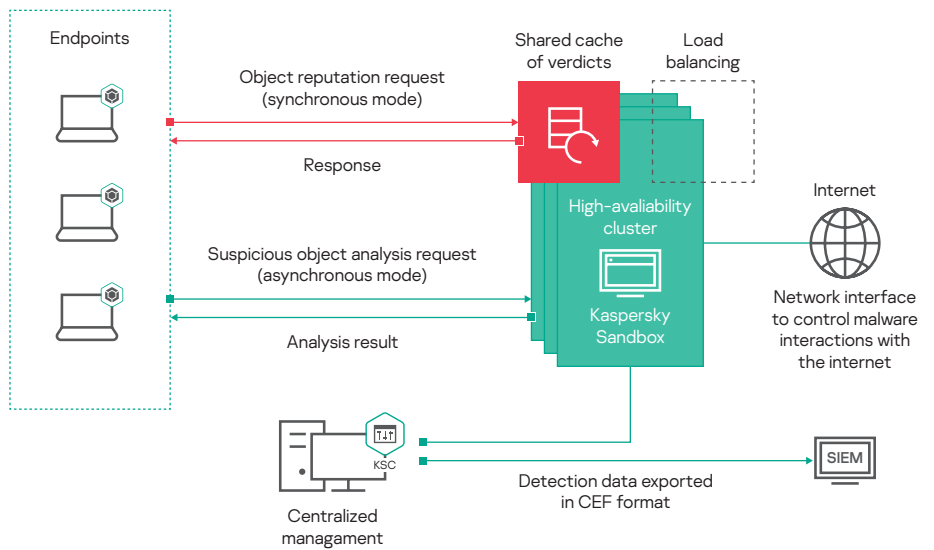 Endpoints
Shared cache
of verdicts
Load
balancing
Object reputation request
(synchronous mode)
Response
High-avaliability
cluster
Internet
Suspicious object analysis request
(asynchronous mode)
Kaspersky
Sandbox
Network interface
to control malware
interactions with
the internet
Analysis result
KSC
SIEM
Detection data exported
in CEF format
Centralized
managament